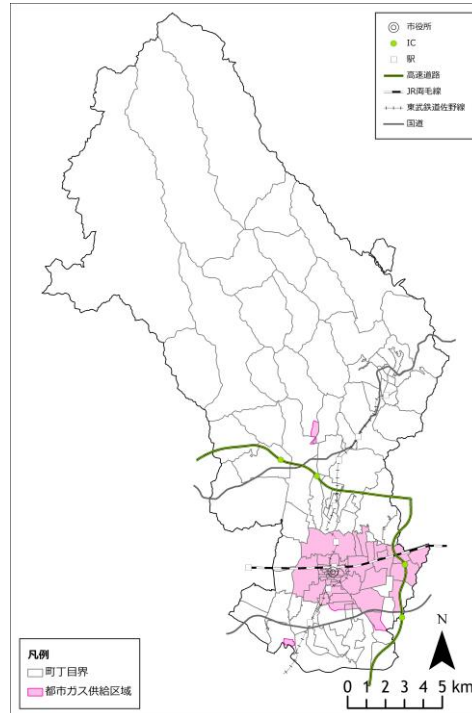 市役所
IC
駅
高速道路
JR両毛線
東武鉄道佐野線
国道
N
凡例
町丁目界
都市ガス供給区域
0 1 2 3 4 5 km